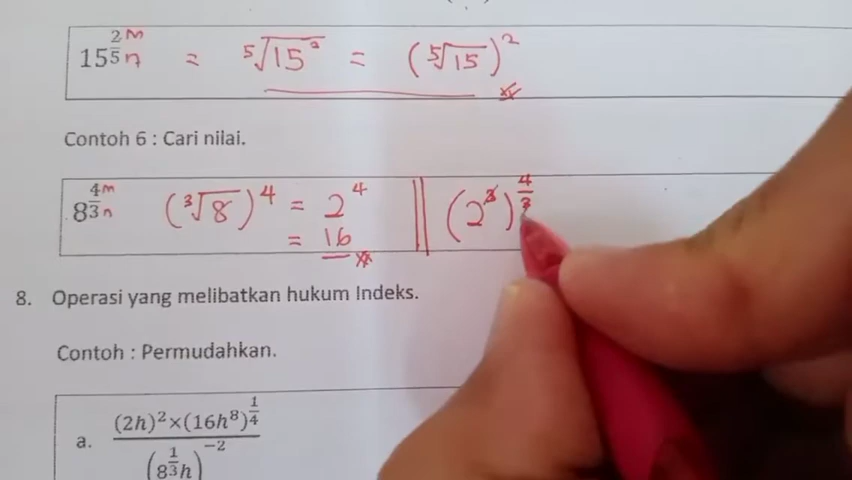 15^(2/5) m n = ⁵√15² = (⁵√15)²
Contoh 6 : Cari nilai.
8^(4/3) m n (³√8)⁴ = 2⁴ || (2³)^(4/3)
= 16
8. Operasi yang melibatkan hukum Indeks.
Contoh : Permudahkan.
a. (2h)²×(16h⁸)^(1/4)
(8^(1/3)h)^(−2)